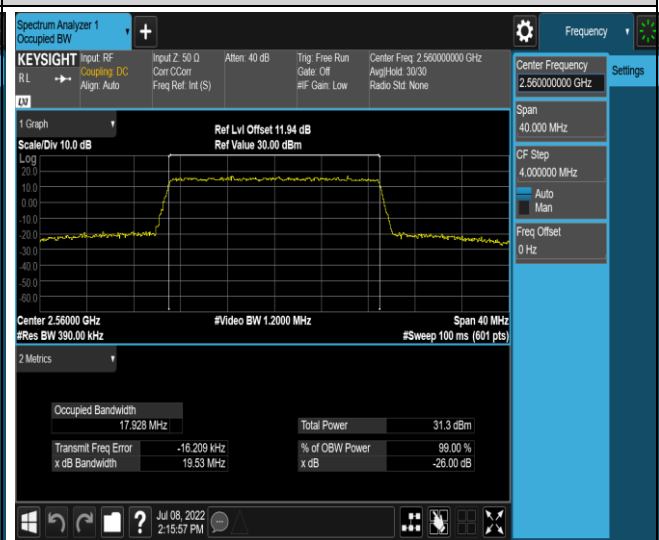 Spectrum Analyzer 1
Occupied BW
+
Frequency
KEYSIGHT
Input: RF
Coupling: DC
Align: Auto
Input Z: 50 Ω
Corr CCorr
Freq Ref: Int (S)
Atten: 40 dB
Trig: Free Run
Gate: Off
#IF Gain: Low
Center Freq: 2.560000000 GHz
Avg|Hold: 30/30
Radio Std: None
R L
LXI
Center Frequency
2.560000000 GHz
Settings
Span
40.000 MHz
CF Step
4.000000 MHz
Auto
Man
Freq Offset
0 Hz
1 Graph
Scale/Div 10.0 dB
Ref Lvl Offset 11.94 dB
Ref Value 30.00 dBm
Log
20.0
10.0
0.00
-10.0
-20.0
-30.0
-40.0
-50.0
-60.0
Center 2.56000 GHz
#Video BW 1.2000 MHz
Span 40 MHz
#Res BW 390.00 kHz
#Sweep 100 ms (601 pts)
2 Metrics
Occupied Bandwidth
17.928 MHz
Total Power 31.3 dBm
Transmit Freq Error -16.209 kHz
% of OBW Power 99.00 %
x dB Bandwidth 19.53 MHz
x dB -26.00 dB
?
Jul 08, 2022
2:15:57 PM